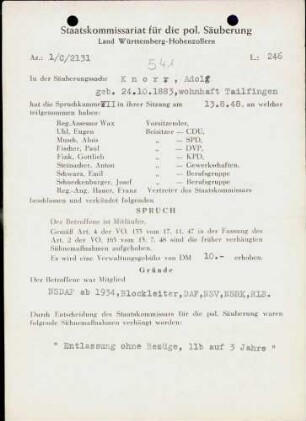 Staatskommissariat für die pol. Säuberung
Land Württemberg-Hohenzollern
Nr.: 1/C/2131
L.: 246
541
In der Säuberungssache Knorr, Adolf
geb. 24.10.1883, wohnhaft Tailfingen
hat die Spruchkammer VII in ihrer Sitzung am 13.8.48, an welcher
teilgenommen haben:
Reg.Assessor Wax Vorsitzender,
Uhl, Eugen Beisitzer — CDU,
Musch, Alois „ — SPD,
Fischer, Paul „ — DVP,
Fink, Gottlieb „ — KPD,
Steinacher, Anton „ — Gewerkschaften,
Schwarz, Emil „ — Berufsgruppe
Schneckenburger, Josef „ — Berufsgruppe
Reg.-Ang. Hauer, Franz Vertreter des Staatskommissariats
beschlossen und verkündet folgenden
SPRUCH
Der Betroffene ist Mitläufer.
Gemäß Art. 4 der VO. 133 vom 17. 11. 47 in der Fassung des
Art. 2 der VO. 165 vom 13. 7. 48 sind die früher verhängten
Sühnemaßnahmen aufgehoben.
Es wird eine Verwaltungsgebühr von DM 10.- erhoben.
Gründe
Der Betroffene war Mitglied
NSDAP ab 1934, Blockleiter, DAF, NSV, NSRK, RLB.
Durch Entscheidung des Staatskommissars für die pol. Säuberung waren
folgende Sühnemaßnahmen verhängt worden:
" Entlassung ohne Bezüge, llb auf 3 Jahre "